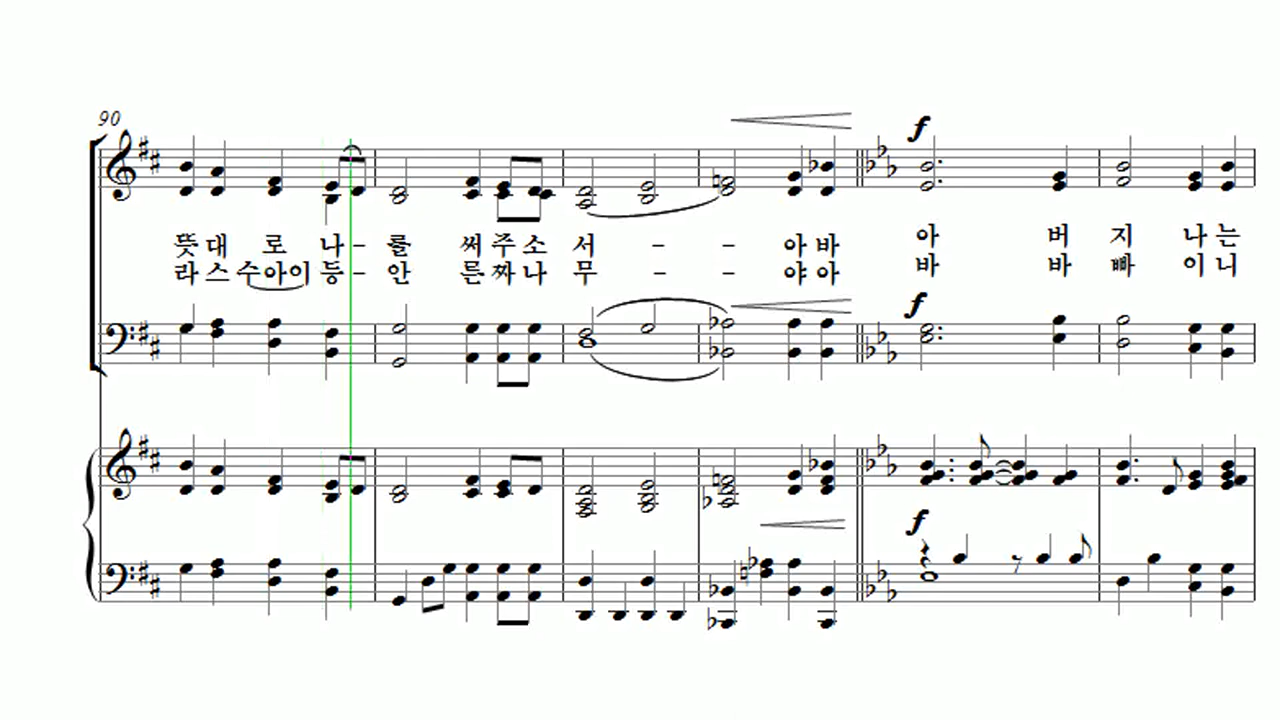 90
f
뜻 대 로 나 - 를 써 주 소 서 - - 아 바 아 버 지 나 는
라 스 수 아 이 등 - 안 른 짜 나 무 - - 야 아 바 바 빠 이 니
f
f